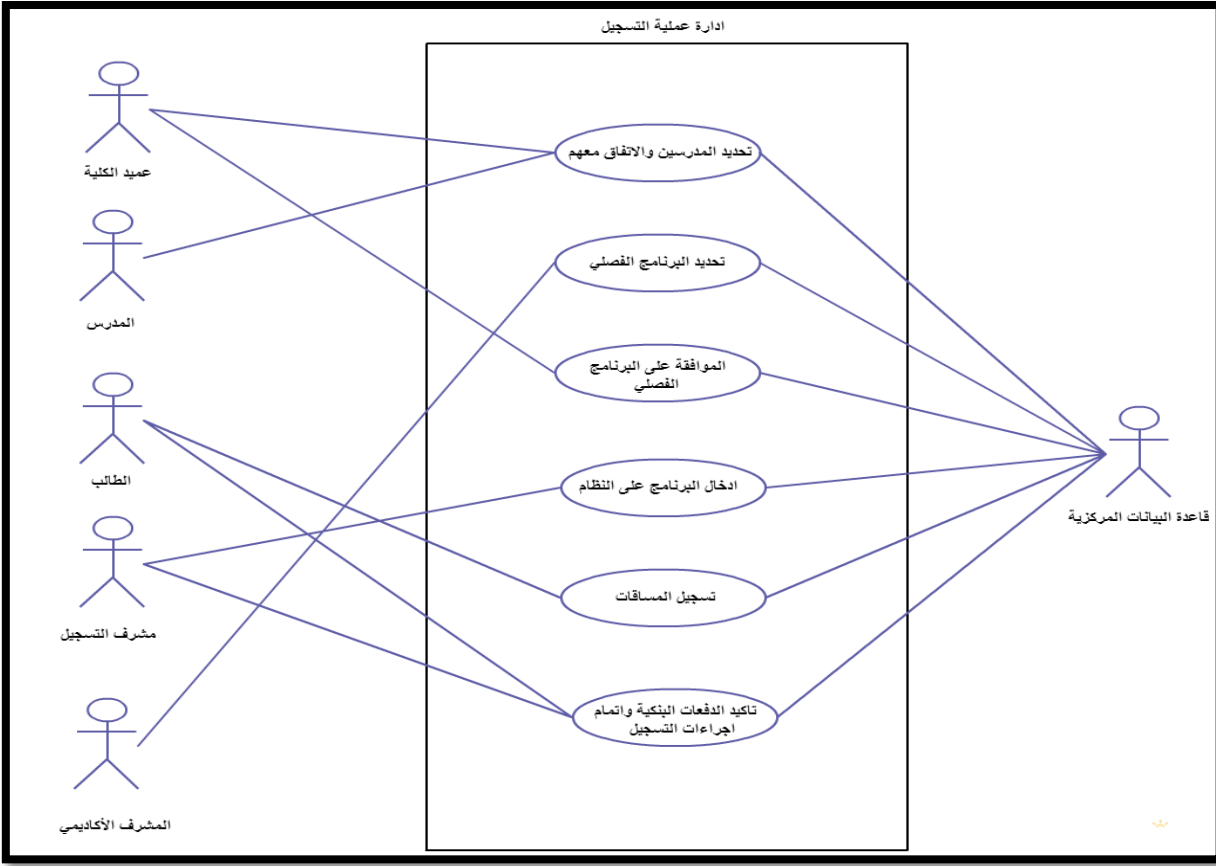 ادارة عملية التسجيل
عميد الكلية
تحديد المدرسين والاتفاق معهم
المدرس
تحديد البرنامج الفصلي
الموافقة على البرنامج
الفصلي
الطالب
ادخال البرنامج على النظام
قاعدة البيانات المركزية
مشرف التسجيل
تسجيل المساقات
تاكيد الدفعات البنكية واتمام
اجراءات التسجيل
المشرف الأكاديمي